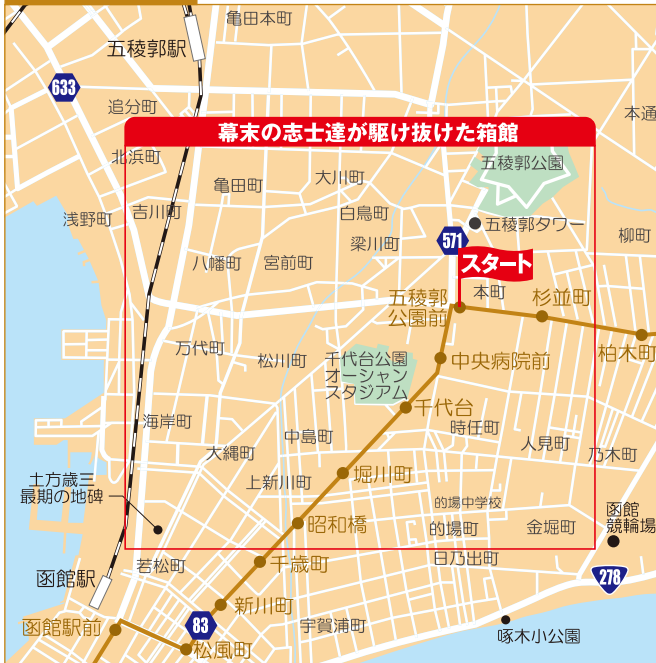 亀田本町
五稜郭駅
633
追分町
本通
幕末の志士達が駆け抜けた箱館
北浜町
五稜郭公園
大川町
亀田町
吉川町
白鳥町
浅野町
五稜郭タワー
柳町
571
梁川町
八幡町
宮前町
スタート
本町
杉並町
五稜郭
公園前
万代町
松川町
千代台公園
オーシャン
スタジアム
中央病院前
柏木町
千代台
海岸町
時任町
中島町
人見町
大縄町
乃木町
堀川町
土方歳三
最期の地碑
上新川町
的場中学校
函館
競輪場
昭和橋
的場町
金堀町
日乃出町
若松町
千歳町
函館駅
278
新川町
83
宇賀浦町
函館駅前
啄木小公園
松風町